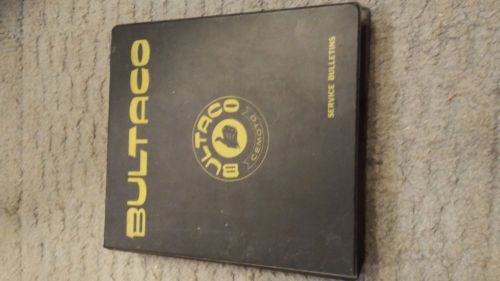 BULTACO
BULTACO
CEMOTO
SERVICE BULLETINS